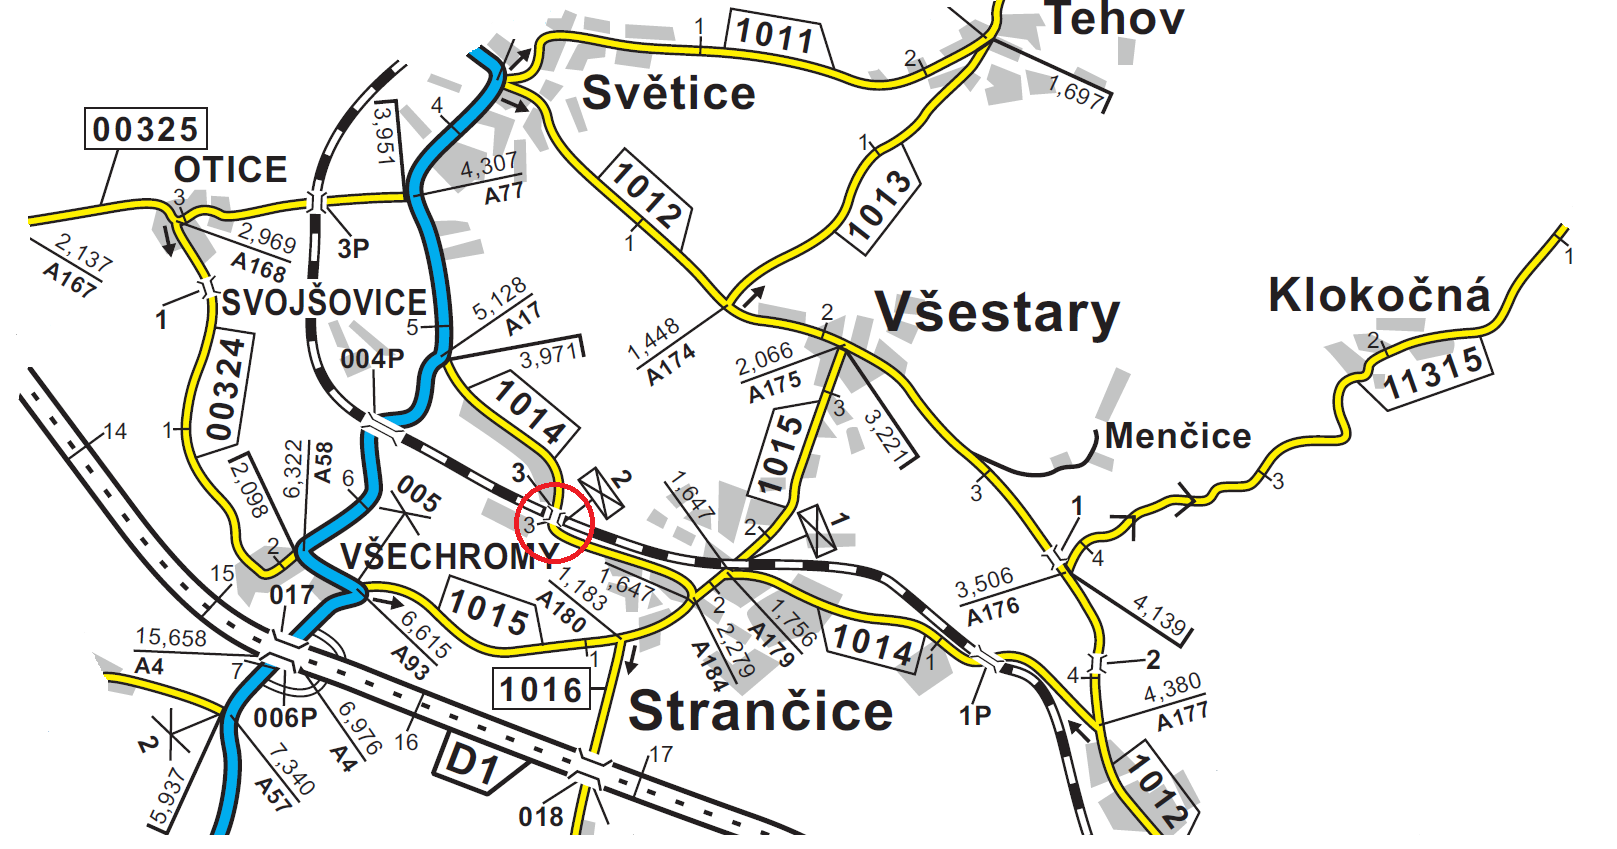 Tehov
1
1011
2
1,697
Světice
4
3,951
00325
OTICE
3
4,307
A77
1012
1
1
1013
2,137
A167
2,969
A168
3P
1
SVOJŠOVICE
5
5,128
A17
3,971
1,448
A174
2
Všestary
Klokočná
1
2
11315
004P
00324
1
1014
2,066
A175
3
3,221
1015
Menčice
14
2,098
6,322
A58
6
005
3
2
3
1,647
2
1
3
3
1
4
2
VŠECHROMY
15
017
1015
1,183
A180
1,647
2
1,756
A179
2,279
A184
1014
1
3,506
A176
4,139
15,658
A4
7
6,615
A93
1
1016
Strančice
1P
4
2
4,380
A177
006P
6,976
A4
16
2
5,937
7,340
A57
D1
17
018
1012